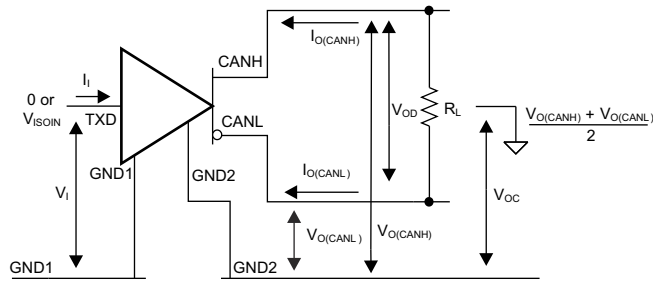 I_O(CANH)
CANH
I_I
0 or
V_ISOIN
TXD
V_OD
R_L
V_O(CANH) + V_O(CANL)
2
CANL
GND1
GND2
I_O(CANL)
V_I
V_OC
V_O(CANL)
V_O(CANH)
GND1
GND2